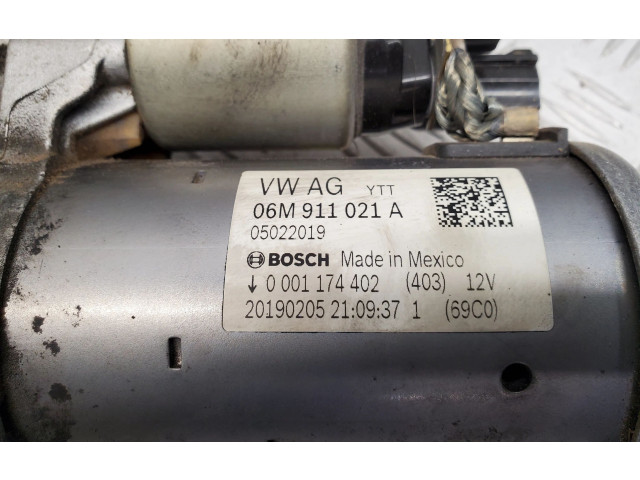 VW AG YTT
06M 911 021 A
05022019
BOSCH Made in Mexico
↓ 0 001 174 402 (403) 12V
20190205 21:09:37 1 (69C0)